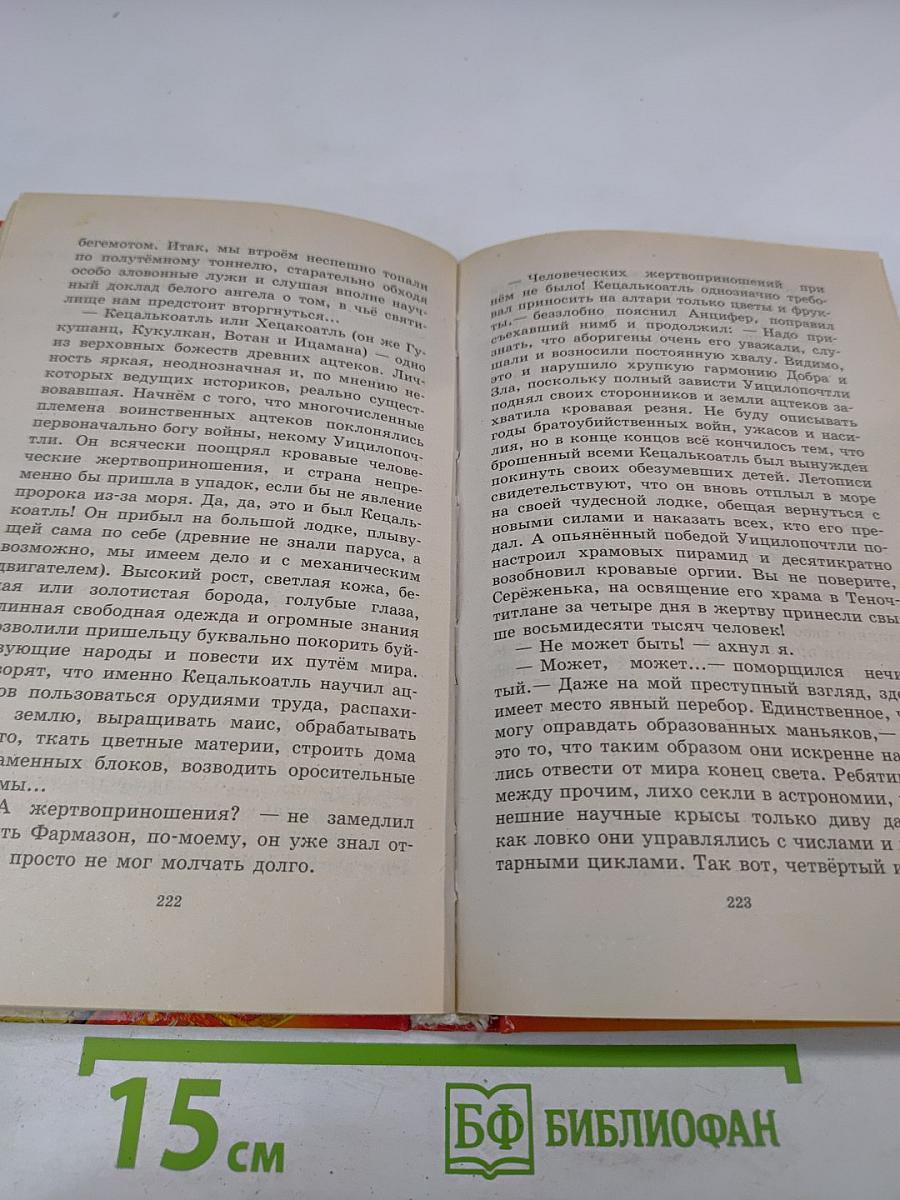 бегемотом. Итак, мы втроём неспешно топали
по полутёмному тоннелю, старательно обходя
особо зловонные лужи и слушая вполне науч-
ный доклад белого ангела о том, в чьё святи-
лище нам предстоит вторгнуться...
— Кецалькоатль или Хецакоатль (он же Гу-
кушанц, Кукулкан, Вотан и Ицамана) — одно
из верховных божеств древних ацтеков. Лич-
ность яркая, неоднозначная и, по мнению не-
которых ведущих историков, реально сущест-
вовавшая. Начнём с того, что многочисленные
племена воинственных ацтеков поклонялись
первоначально богу войны, некому Уицилопоч-
тли. Он всячески поощрял кровавые челове-
ческие жертвоприношения, и страна непре-
менно бы пришла в упадок, если бы не явление
пророка из-за моря. Да, да, это и был Кецаль-
коатль! Он прибыл на большой лодке, плыву-
щей сама по себе (древние не знали паруса, а
возможно, мы имеем дело и с механическим
двигателем). Высокий рост, светлая кожа, бе-
лая или золотистая борода, голубые глаза,
линная свободная одежда и огромные знания
озволили пришельцу буквально покорить буй-
вующие народы и повести их путём мира.
ворят, что именно Кецалькоатль научил ац-
ов пользоваться орудиями труда, распахи-
землю, выращивать маис, обрабатывать
то, ткать цветные материи, строить дома
аменных блоков, возводить оросительные
мы...
А жертвоприношения? — не замедлил
ть Фармазон, по-моему, он уже знал от-
просто не мог молчать долго.
222
— Человеческих жертвоприношений при
нём не было! Кецалькоатль однозначно требо-
вал приносить на алтари только цветы и фрук-
ты,— беззлобно пояснил Анцифер, поправил
съехавший нимб и продолжил: — Надо при-
знать, что аборигены очень его уважали, слу-
шали и возносили постоянную хвалу. Видимо,
это и нарушило хрупкую гармонию Добра и
Зла, поскольку полный зависти Уицилопочтли
поднял своих сторонников и земли ацтеков за-
хватила кровавая резня. Не буду описывать
годы братоубийственных войн, ужасов и наси-
лия, но в конце концов всё кончилось тем, что
брошенный всеми Кецалькоатль был вынужден
покинуть своих обезумевших детей. Летописи
свидетельствуют, что он вновь отплыл в море
на своей чудесной лодке, обещая вернуться с
новыми силами и наказать всех, кто его пре-
дал. А опьянённый победой Уицилопочтли по-
настроил храмовых пирамид и десятикратно
возобновил кровавые оргии. Вы не поверите,
Серёженька, на освящение его храма в Теноч-
титлане за четыре дня в жертву принесли свы-
ше восьмидесяти тысяч человек!
— Не может быть! — ахнул я.
— Может, может...— поморщился нечи
тый.— Даже на мой преступный взгляд, зде
имеет место явный перебор. Единственное, ч
могу оправдать образованных маньяков,—
это то, что таким образом они искренне на
лись отвести от мира конец света. Ребяти
между прочим, лихо секли в астрономии,
нешние научные крысы только диву да
как ловко они управлялись с числами и
тарными циклами. Так вот, четвёртый и
223
15 см
БФ БИБЛИОФАН